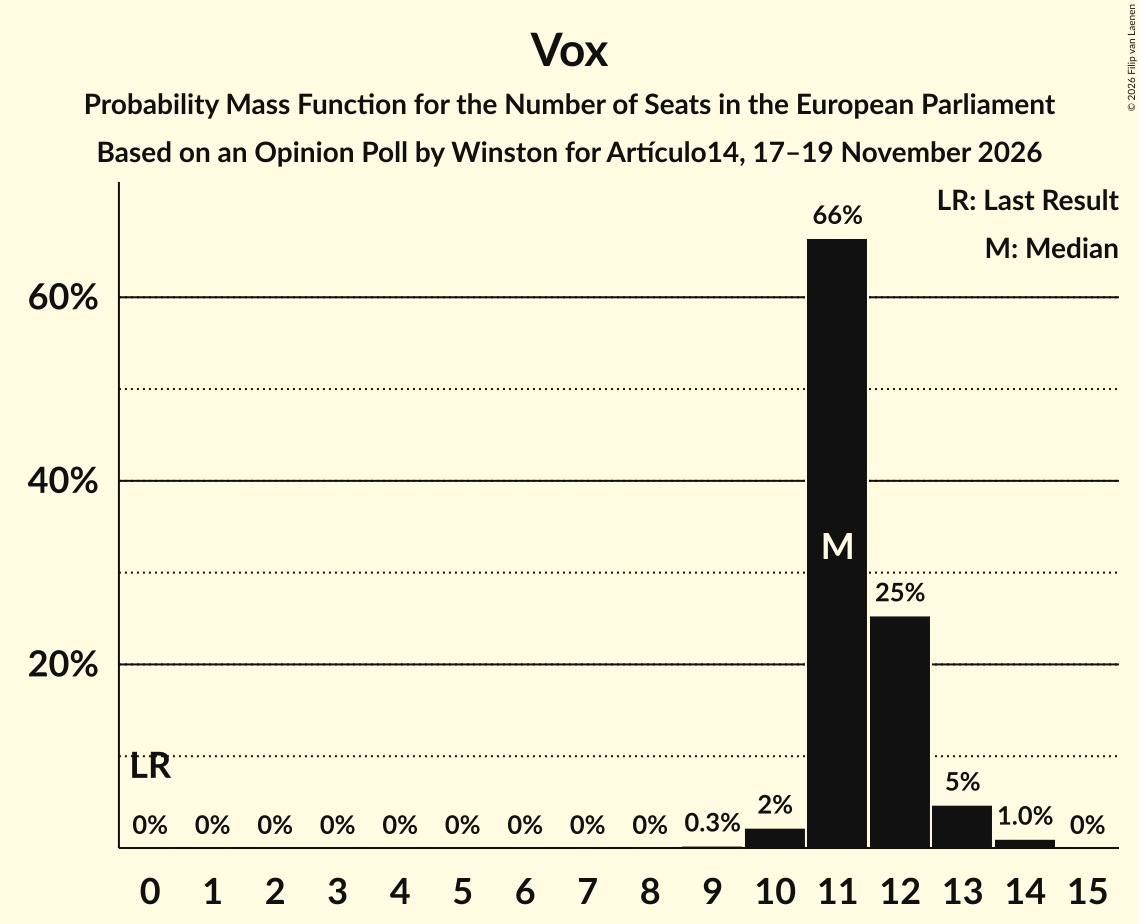 Vox
Probability Mass Function for the Number of Seats in the European Parliament
Based on an Opinion Poll by Winston for Artículo14, 17–19 November 2026
© 2026 Filip van Laenen
LR: Last Result
M: Median
66%
60%
40%
M
25%
20%
LR
0% 0% 0% 0% 0% 0% 0% 0% 0% 0.3% 2% 5% 1.0% 0%
0 1 2 3 4 5 6 7 8 9 10 11 12 13 14 15